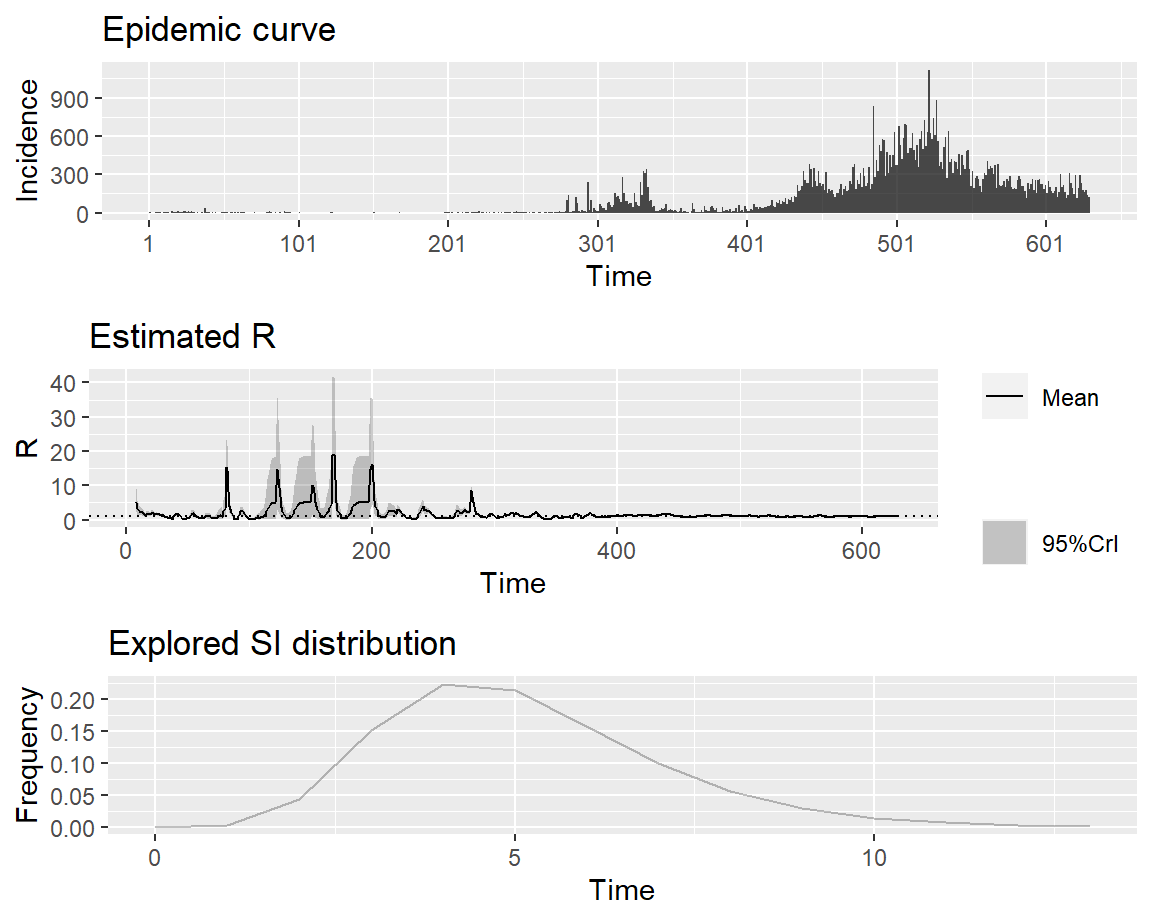 Epidemic curve
900
600
300
0
Incidence
1 101 201 301 401 501 601
Time
Estimated R
40
30
20
10
0
R
0 200 400 600
Time
Mean
95%CrI
Explored SI distribution
0.20
0.15
0.10
0.05
0.00
Frequency
0 5 10
Time